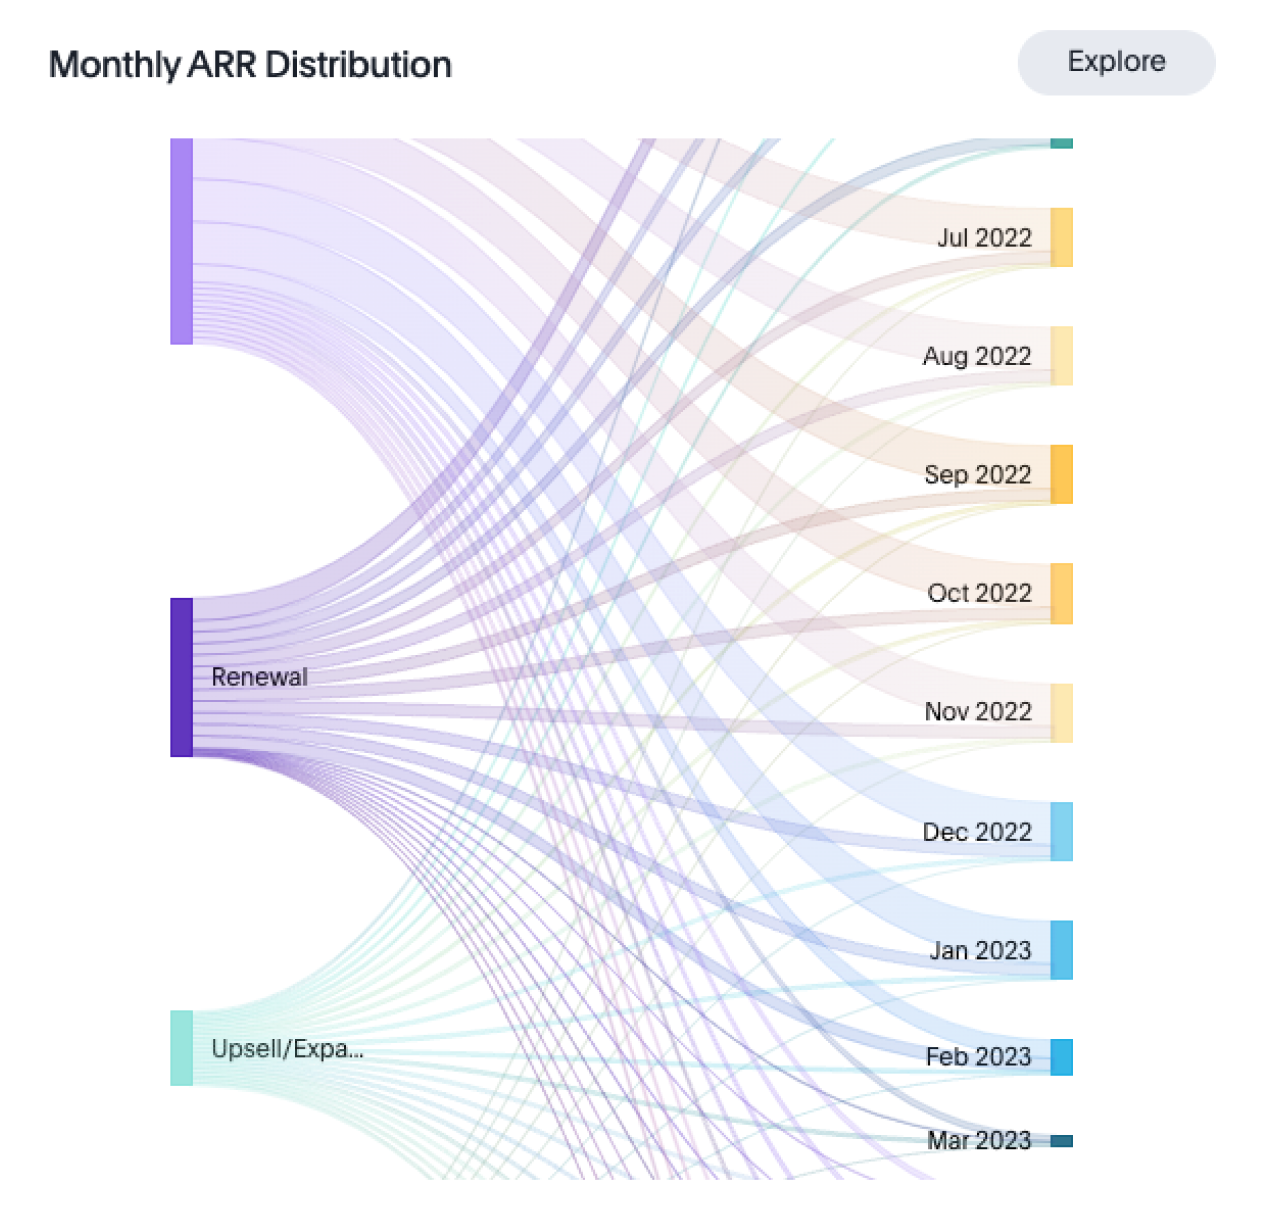 Monthly ARR Distribution
Explore
Jul 2022
Aug 2022
Sep 2022
Oct 2022
Renewal
Nov 2022
Dec 2022
Jan 2023
Upsell/Expa...
Feb 2023
Mar 2023